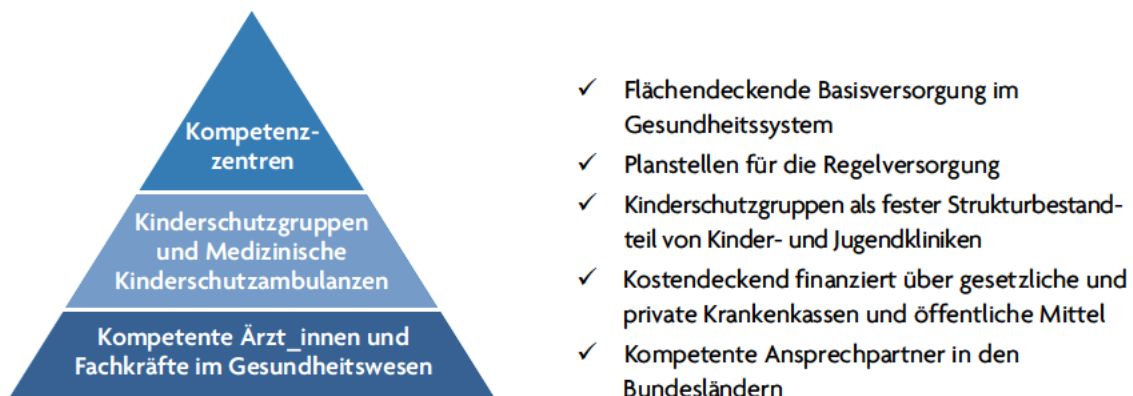 Kompetenz-
zentren
Kinderschutzgruppen
und Medizinische
Kinderschutzambulanzen
Kompetente Ärzt_innen und
Fachkräfte im Gesundheitswesen
✓ Flächendeckende Basisversorgung im
Gesundheitssystem
✓ Planstellen für die Regelversorgung
✓ Kinderschutzgruppen als fester Strukturbestand-
teil von Kinder- und Jugendkliniken
✓ Kostendeckend finanziert über gesetzliche und
private Krankenkassen und öffentliche Mittel
✓ Kompetente Ansprechpartner in den
Bundesländern